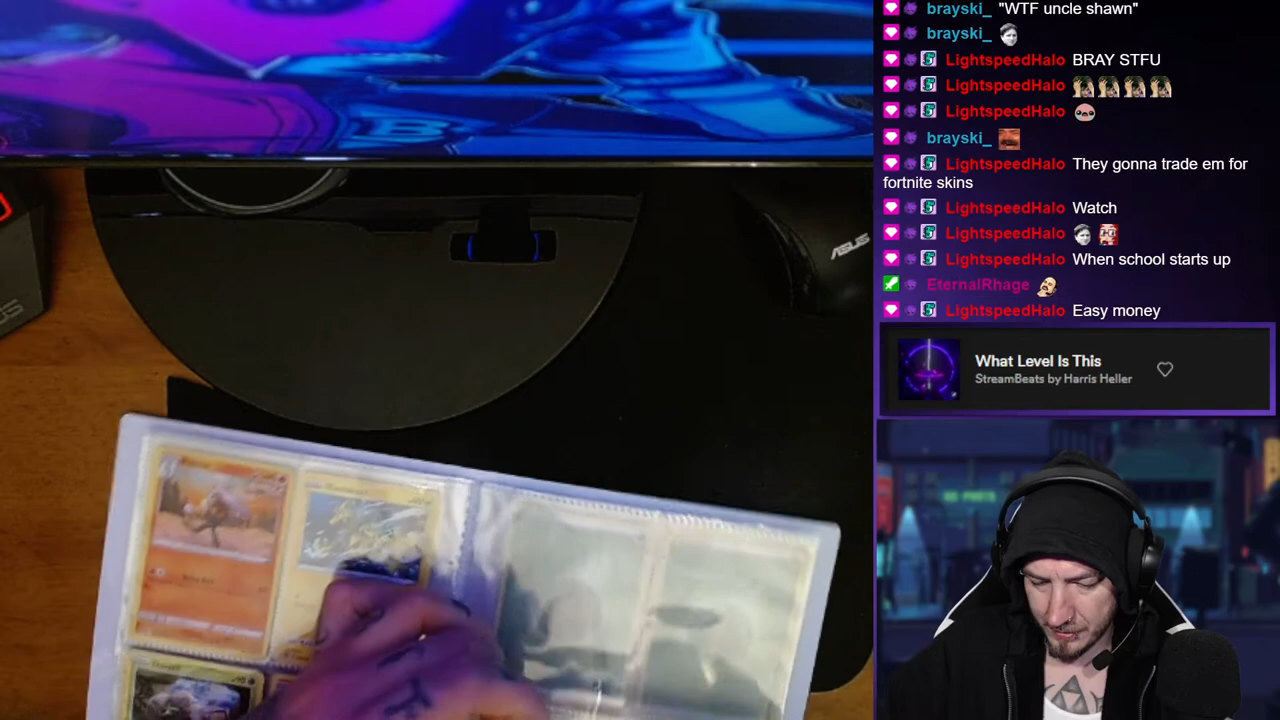 brayski_ "WTF uncle shawn"
brayski_
LightspeedHalo BRAY STFU
LightspeedHalo
LightspeedHalo
brayski_
LightspeedHalo They gonna trade em for
fortnite skins
LightspeedHalo Watch
LightspeedHalo
LightspeedHalo When school starts up
EternalRhage
LightspeedHalo Easy money
What Level Is This
StreamBeats by Harris Heller
ASUS